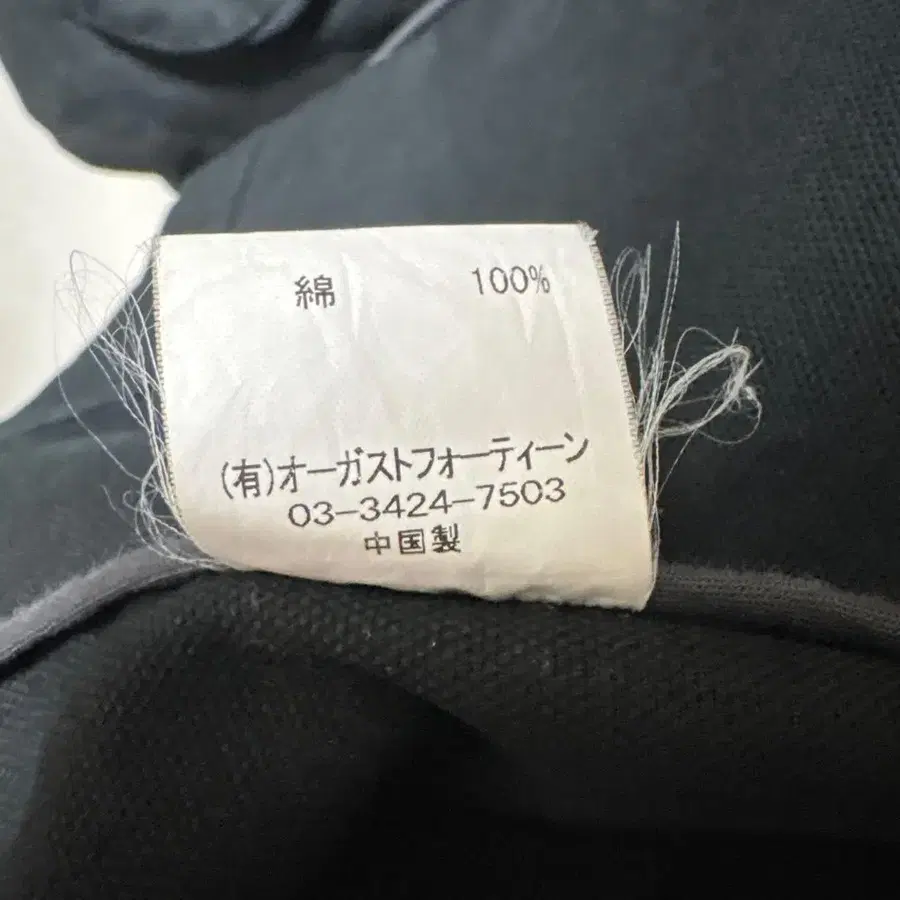 綿 100%
(有)オーガストフォーティーン
03-3424-7503
中国製